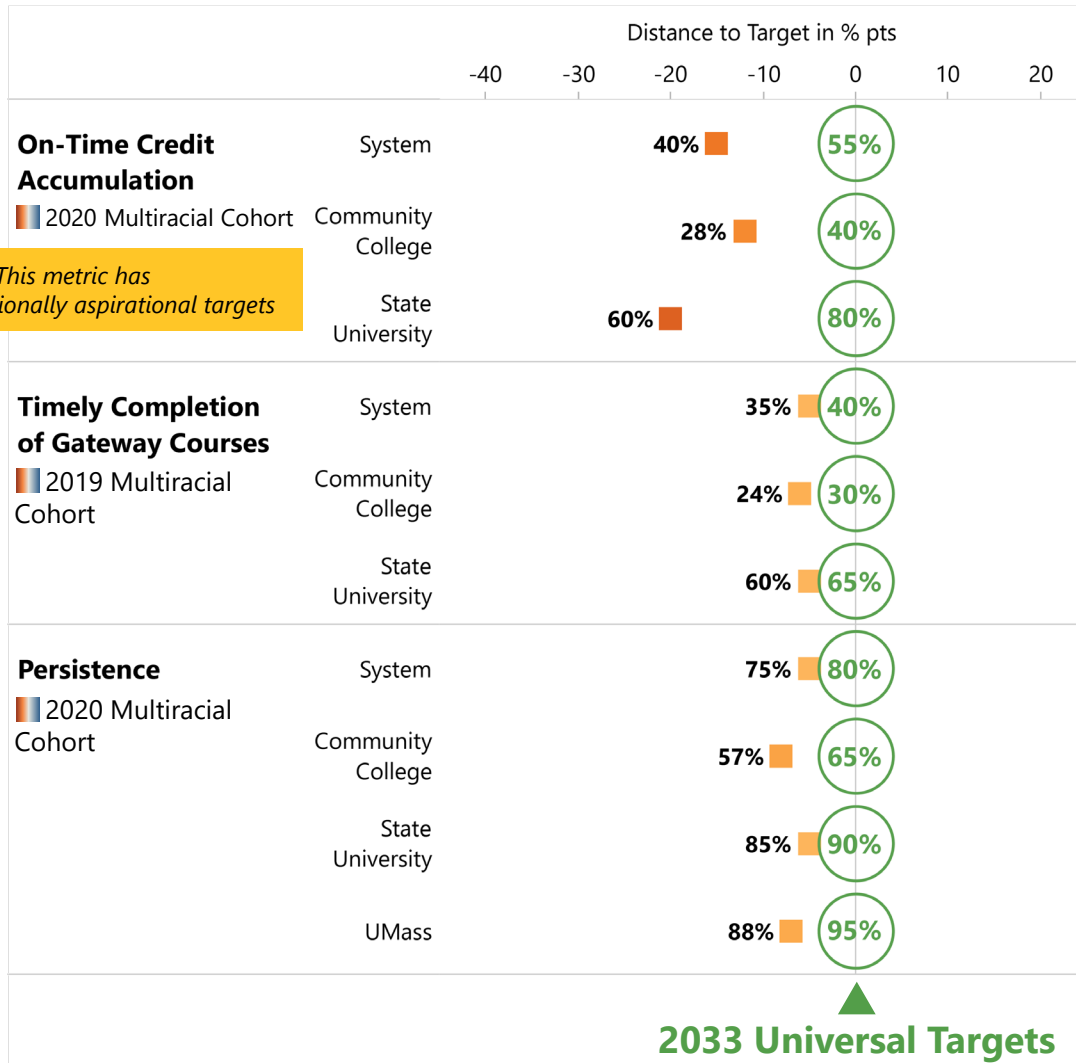 Distance to Target in % pts
-40 -30 -20 -10 0 10 20
On-Time Credit
Accumulation
2020 Multiracial Cohort
This metric has
ionally aspirational targets
System
40% 55%
Community
College
28% 40%
State
University
60% 80%
Timely Completion
of Gateway Courses
2019 Multiracial
Cohort
System
35% 40%
Community
College
24% 30%
State
University
60% 65%
Persistence
2020 Multiracial
Cohort
System
75% 80%
Community
College
57% 65%
State
University
85% 90%
UMass
88% 95%
2033 Universal Targets